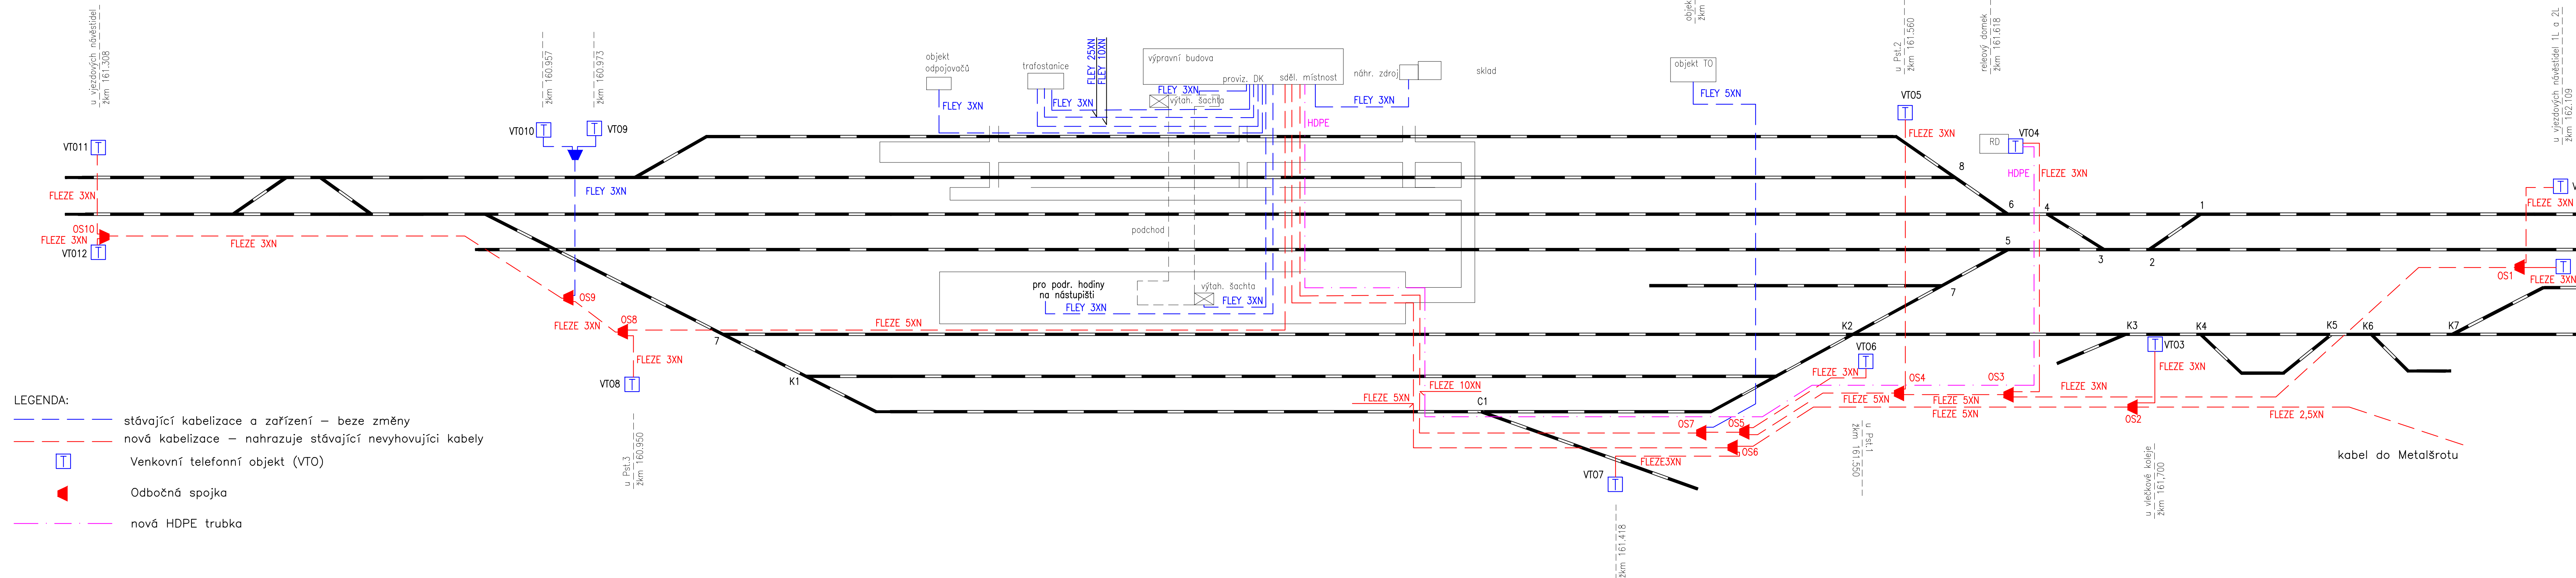 u vjezdových návěstidel
žkm 161.308
žkm 160.957
žkm 160.973
objekt
odpojovačů
FLEY 3XN
trafostanice
FLEY 3XN
FLEY 25XN
FLEY 10XN
výpravní budova
proviz. DK
sděl. místnost
FLEY 3XN
výtah. šachta
náhr. zdroj
sklad
FLEY 3XN
HDPE
žkm
objekt TO
FLEY 5XN
u Pst.2
žkm 161.560
releový domek
žkm 161.618
u vjezdových návěstidel 1L a 2L
žkm 162.109
VTO11
VTO10
VTO9
VTO5
FLEZE 3XN
RD
VTO4
HDPE
FLEZE 3XN
8
FLEZE 3XN
FLEY 3XN
FLEZE 3XN
6
4
1
OS10
FLEZE 3XN
FLEZE 3XN
VTO12
podchod
5
3
2
OS1
FLEZE 3XN
pro podr. hodiny
na nástupišti
FLEY 3XN
výtah. šachta
FLEY 3XN
OS9
7
FLEZE 3XN
OS8
FLEZE 5XN
7
K2
K3
K4
K5
K6
K7
VTO3
FLEZE 3XN
VTO6
FLEZE 3XN
FLEZE 3XN
VTO8
K1
FLEZE 10XN
FLEZE 5XN
C1
OS4
OS3
FLEZE 5XN
FLEZE 5XN
FLEZE 5XN
FLEZE 3XN
OS2
FLEZE 2,5XN
OS7
OS5
OS6
FLEZE3XN
VTO7
kabel do Metalšrotu
u Pst.3
žkm 160.950
u Pst.1
žkm 161.550
u vlečkové koleje
žkm 161,700
žkm 161.418
LEGENDA:
stávající kabelizace a zařízení – beze změny
nová kabelizace – nahrazuje stávající nevyhovujíci kabely
T Venkovní telefonní objekt (VTO)
Odbočná spojka
nová HDPE trubka